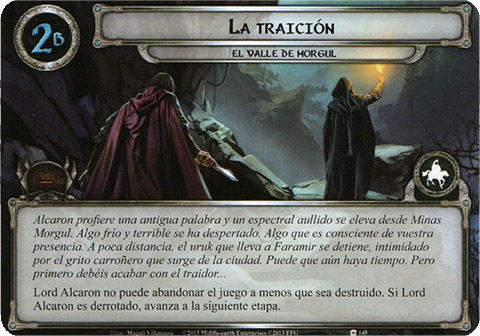 2B
LA TRAICIÓN
EL VALLE DE MORGUL
Alcaron profiere una antigua palabra y un espectral aullido se eleva desde Minas
Morgul. Algo frío y terrible se ha despertado. Algo que es consciente de vuestra
presencia. A poca distancia, el uruk que lleva a Faramir se detiene, intimidado
por el grito carroñero que surge de la ciudad. Puede que aún haya tiempo. Pero
primero debéis acabar con el traidor...
Lord Alcaron no puede abandonar el juego a menos que sea destruido. Si Lord
Alcaron es derrotado, avanza a la siguiente etapa.
Illus. Magali Villeneuve ©2013 Middle-earth Enterprises ©2013 FFG 145